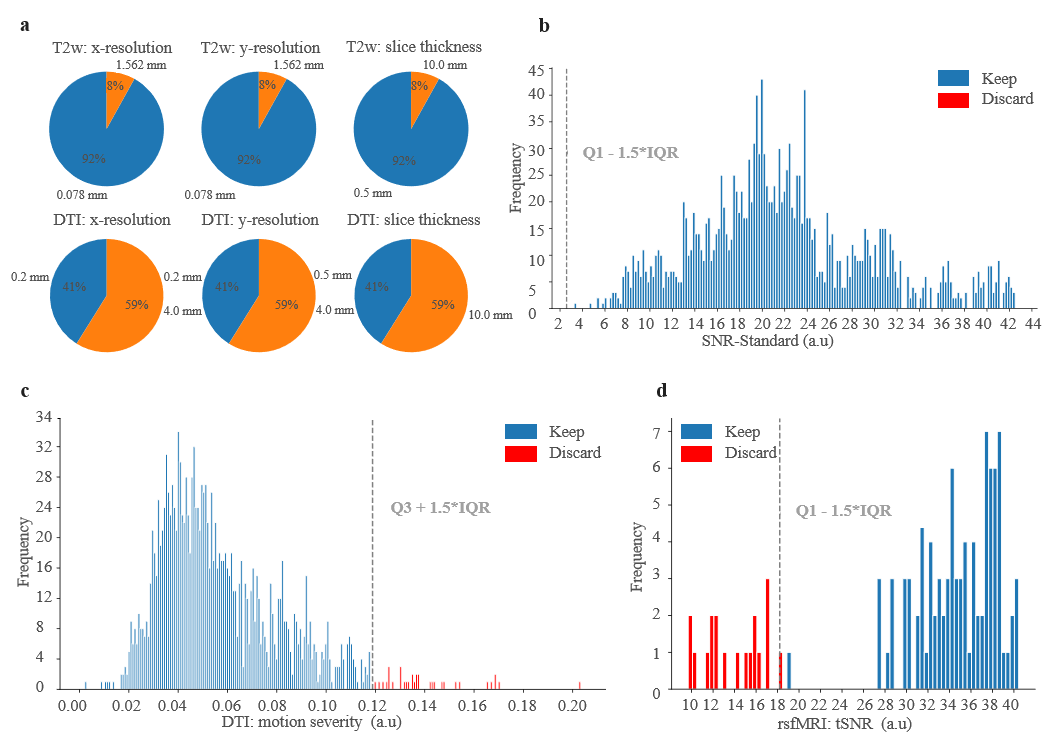 a
T2w: x-resolution
T2w: y-resolution
T2w: slice thickness
1.562 mm
1.562 mm
10.0 mm
8%
8%
8%
92%
92%
92%
0.078 mm
0.078 mm
0.5 mm
DTI: x-resolution
DTI: y-resolution
DTI: slice thickness
0.2 mm
0.2 mm
0.5 mm
41%
41%
41%
59%
59%
59%
4.0 mm
4.0 mm
10.0 mm
b
45
40
35
30
25
20
15
10
5
0
Frequency
Q1 - 1.5*IQR
Keep
Discard
2 4 6 8 10 12 14 16 18 20 22 24 26 28 30 32 34 36 38 40 42 44
SNR-Standard (a.u)
c
34
32
28
24
20
16
12
8
4
0
Frequency
Keep
Discard
Q3 + 1.5*IQR
0.00 0.02 0.04 0.06 0.08 0.10 0.12 0.14 0.16 0.18 0.20
DTI: motion severity (a.u)
d
7
6
5
4
3
2
1
0
Frequency
Keep
Discard
Q1 - 1.5*IQR
10 12 14 16 18 20 22 24 26 28 30 32 34 36 38 40
rsfMRI: tSNR (a.u)